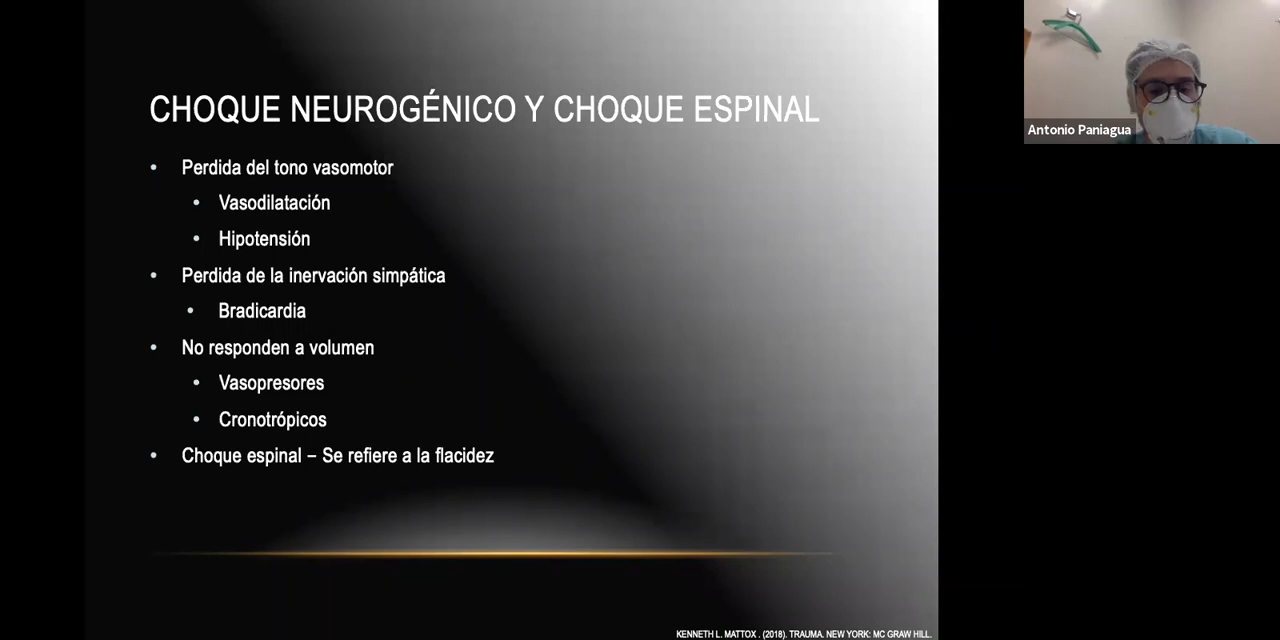 CHOQUE NEUROGÉNICO Y CHOQUE ESPINAL
• Perdida del tono vasomotor
• Vasodilatación
• Hipotensión
• Perdida de la inervación simpática
• Bradicardia
• No responden a volumen
• Vasopresores
• Cronotrópicos
• Choque espinal – Se refiere a la flacidez
KENNETH L. MATTOX . (2018). TRAUMA. NEW YORK: MC GRAW HILL.
Antonio Paniagua